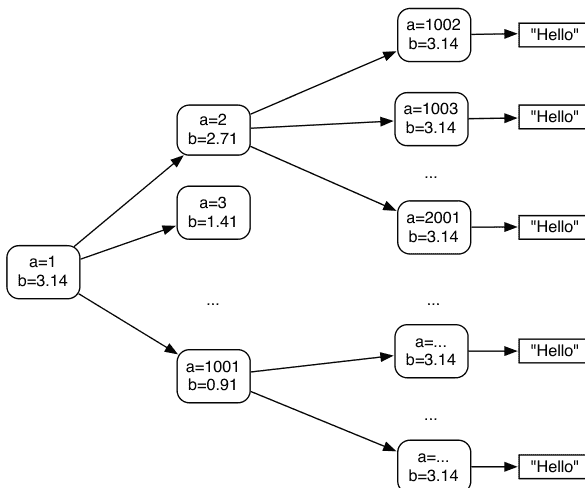 a=1002
b=3.14
"Hello"
a=2
b=2.71
a=1003
b=3.14
"Hello"
...
a=3
b=1.41
a=2001
b=3.14
"Hello"
a=1
b=3.14
...
...
a=1001
b=0.91
a=...
b=3.14
"Hello"
...
a=...
b=3.14
"Hello"